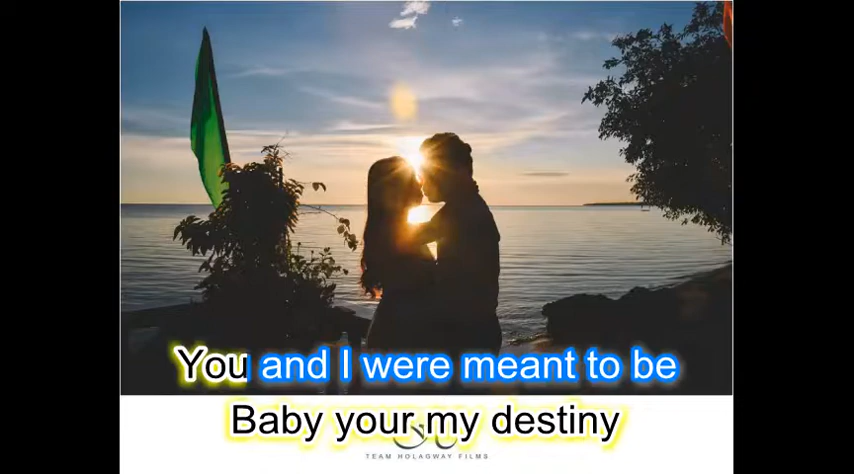 You and I were meant to be
Baby your my destiny
TEAM HOLAGWAY FILMS